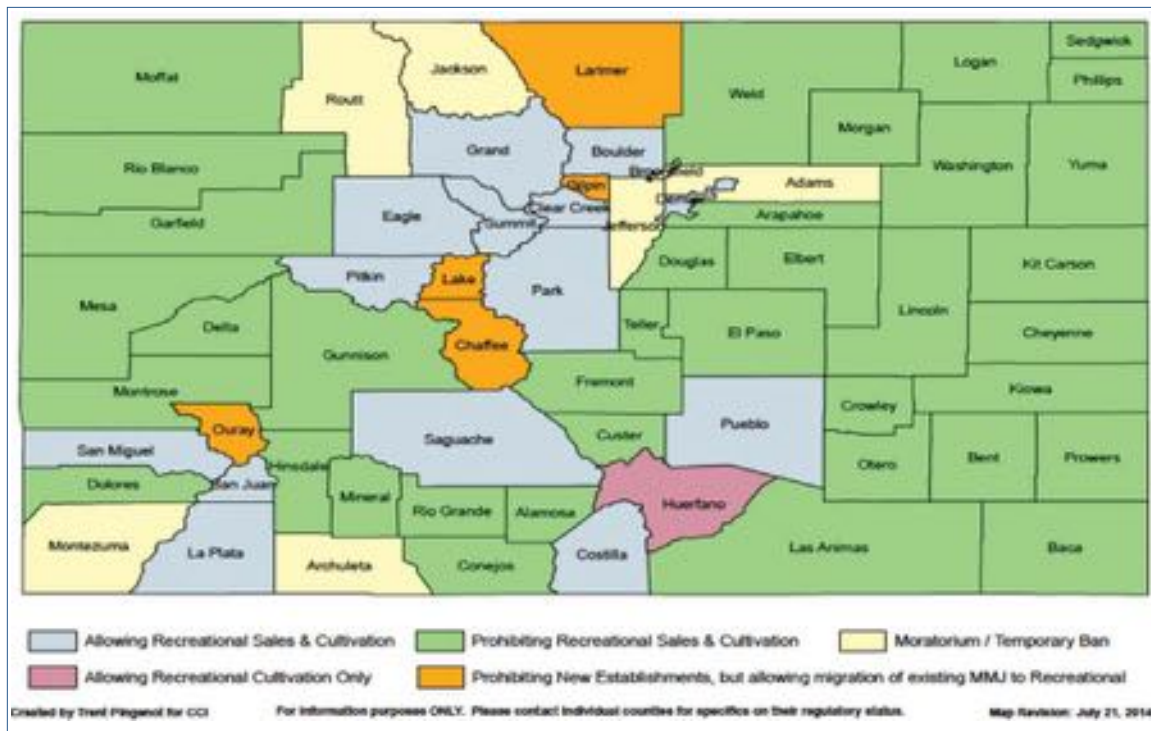 Sedgwick
Logan
Larimer
Jackson
Moffat
Phillips
Weld
Routt
Morgan
Grand
Boulder
Washington
Yuma
Rio Blanco
Broomfield
Gilpin
Adams
Denver
Clear Creek
Eagle
Arapahoe
Garfield
Summit
Jefferson
Douglas
Elbert
Kit Carson
Pitkin
Lake
Park
Mesa
Lincoln
Delta
Teller
El Paso
Cheyenne
Chaffee
Gunnison
Fremont
Kiowa
Montrose
Crowley
Pueblo
Ouray
Saguache
Custer
San Miguel
Otero
Bent
Prowers
Hinsdale
Dolores
San Juan
Mineral
Rio Grande
Alamosa
Huerfano
Montezuma
La Plata
Costilla
Las Animas
Baca
Archuleta
Conejos
Allowing Recreational Sales & Cultivation
Prohibiting Recreational Sales & Cultivation
Moratorium / Temporary Ban
Allowing Recreational Cultivation Only
Prohibiting New Establishments, but allowing migration of existing MMJ to Recreational
Created by Trent Pingenot for CCI
For information purposes ONLY. Please contact individual counties for specifics on their regulatory status.
Map Revision: July 21, 2014